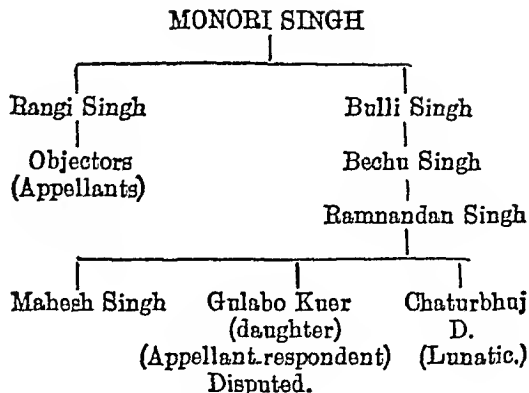 MONORI SINGH
Rangi Singh Bulli Singh
Objectors Bechu Singh
(Appellants)
Ramnandan Singh
Mahesh Singh Gulabo Kuer Chaturbhuj
(daughter) D.
(Appellant-respondent) (Lunatic.)
Disputed.